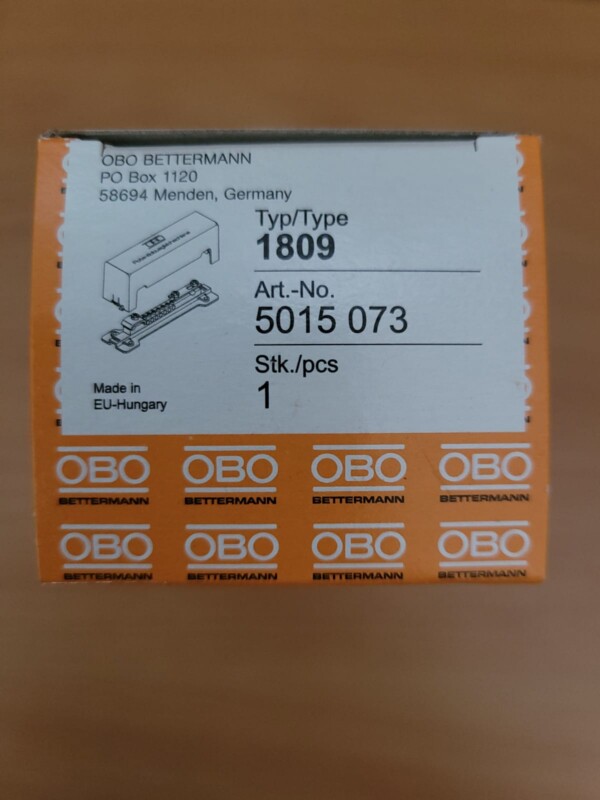 OBO BETTERMANN
PO Box 1120
58694 Menden, Germany
Typ/Type
1809
Art.-No.
5015 073
Stk./pcs
1
Made in
EU-Hungary
OBO OBO OBO OBO
BETTERMANN BETTERMANN BETTERMANN BETTERMANN
OBO OBO OBO OBO
BETTERMANN BETTERMANN BETTERMANN BETTERMANN